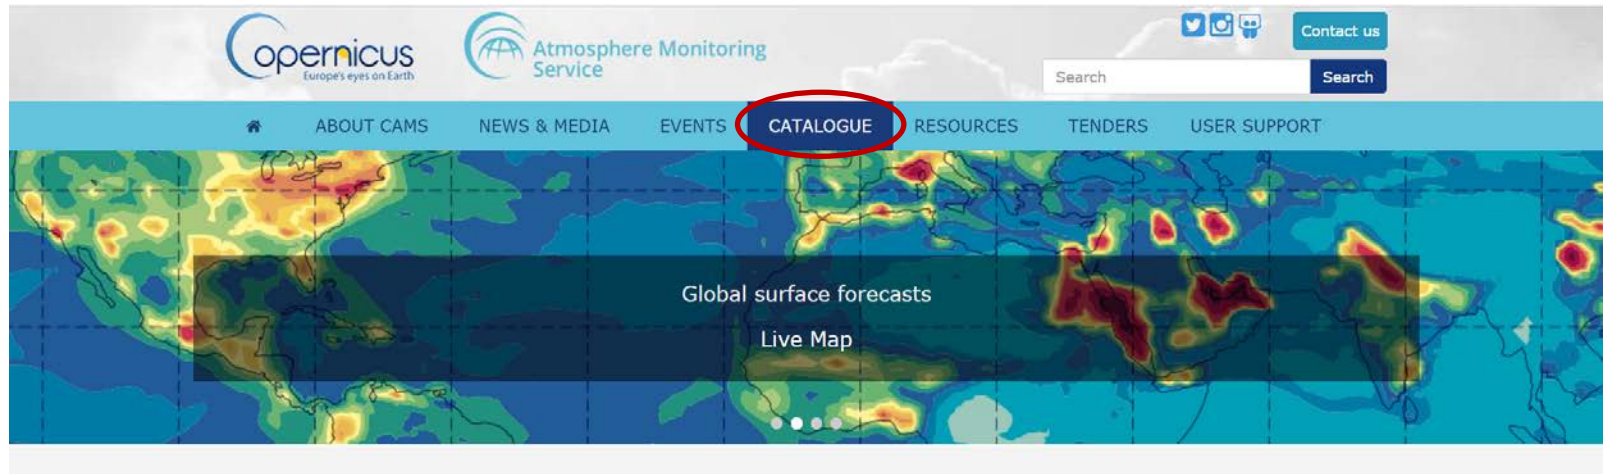 Copernicus
Europe's eyes on Earth
Atmosphere Monitoring
Service
Contact us
Search
Search
ABOUT CAMS
NEWS & MEDIA
EVENTS
CATALOGUE
RESOURCES
TENDERS
USER SUPPORT
Global surface forecasts
Live Map